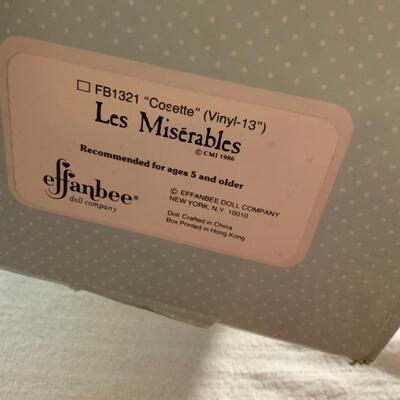 ☐ FB1321 "Cosette" (Vinyl-13")
Les Misérables
© CMI 1986
Recommended for ages 5 and older
effanbee®
doll company
© EFFANBEE DOLL COMPANY
NEW YORK, N.Y. 10010
Doll Crafted in China
Box Printed in Hong Kong